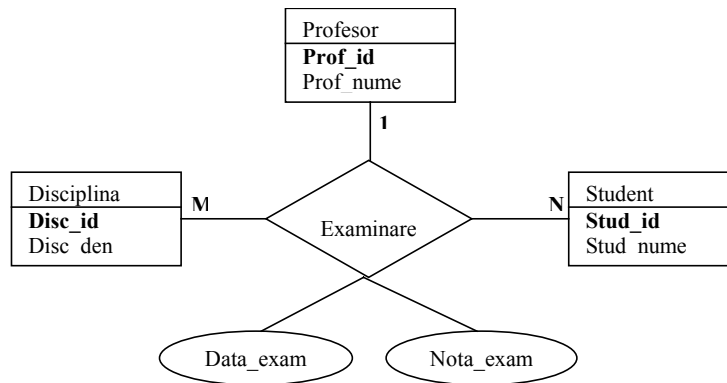 Profesor
Prof_id
Prof_nume
1
Disciplina
Disc_id
Disc_den
M
Examinare
N
Student
Stud_id
Stud_nume
Data_exam
Nota_exam